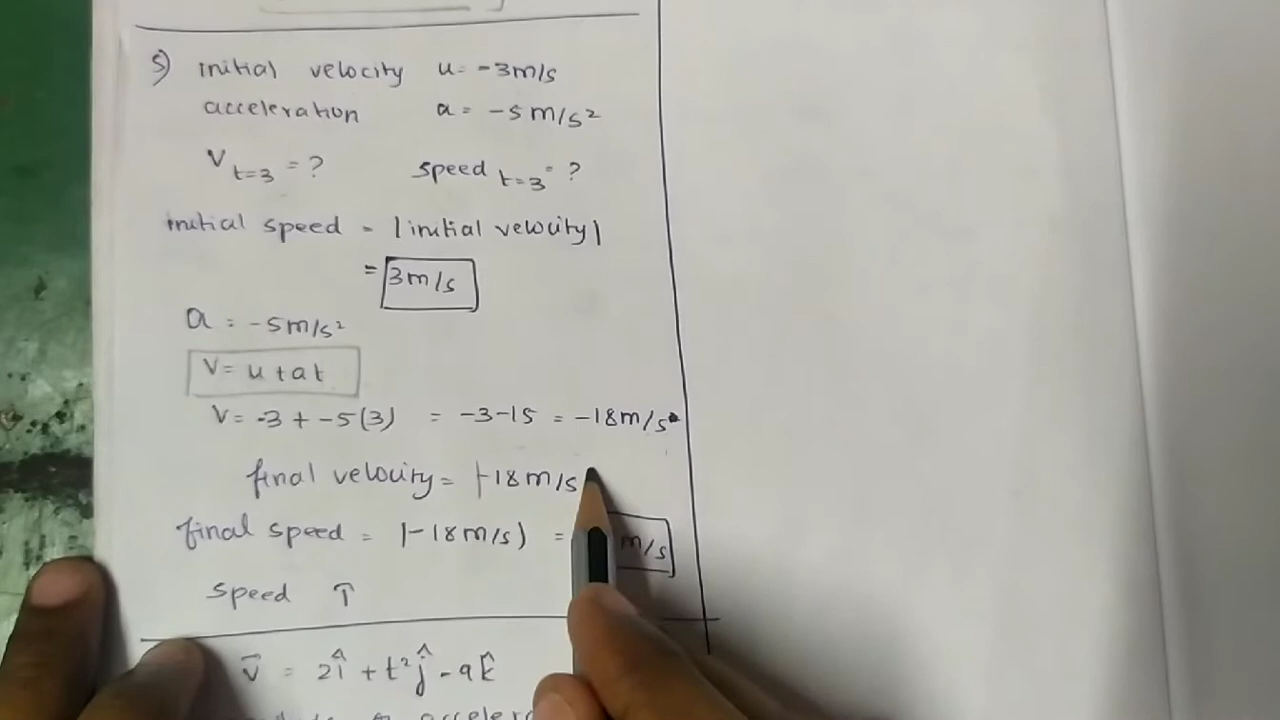 5) initial velocity u = -3m/s
acceleration a = -5m/s²
V t=3 = ? speed t=3 = ?
initial speed = |initial velocity|
= 3m/s
a = -5m/s²
V = u + at
V = -3 + -5(3) = -3-15 = -18m/s
final velocity = -18m/s
final speed = |-18m/s| = m/s
speed ↑
v⃗ = 2î + t²ĵ - 9k̂